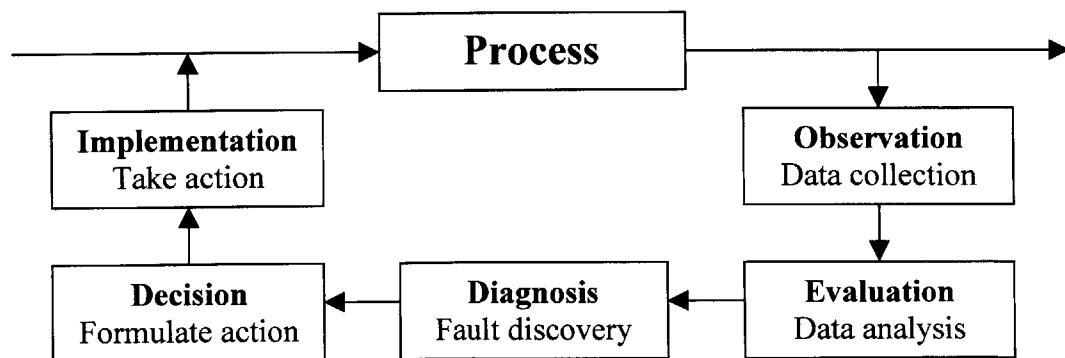 Process
Implementation
Take action
Observation
Data collection
Decision
Formulate action
Diagnosis
Fault discovery
Evaluation
Data analysis